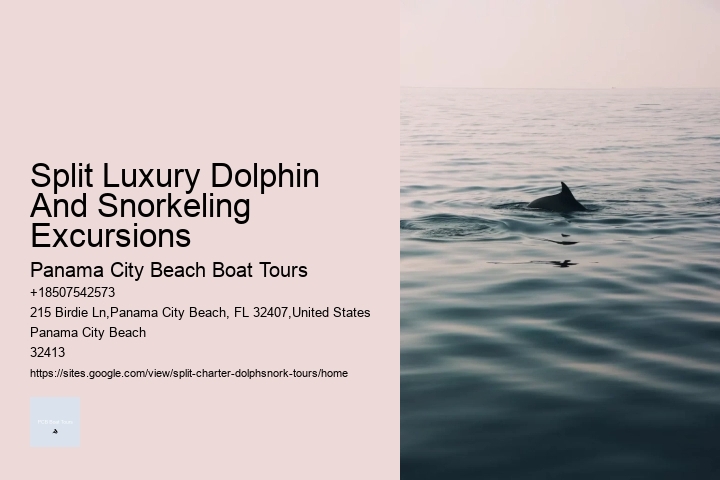 Split Luxury Dolphin
And Snorkeling
Excursions
Panama City Beach Boat Tours
+18507542573
215 Birdie Ln,Panama City Beach, FL 32407,United States
Panama City Beach
32413
https://sites.google.com/view/split-charter-dolphsnork-tours/home